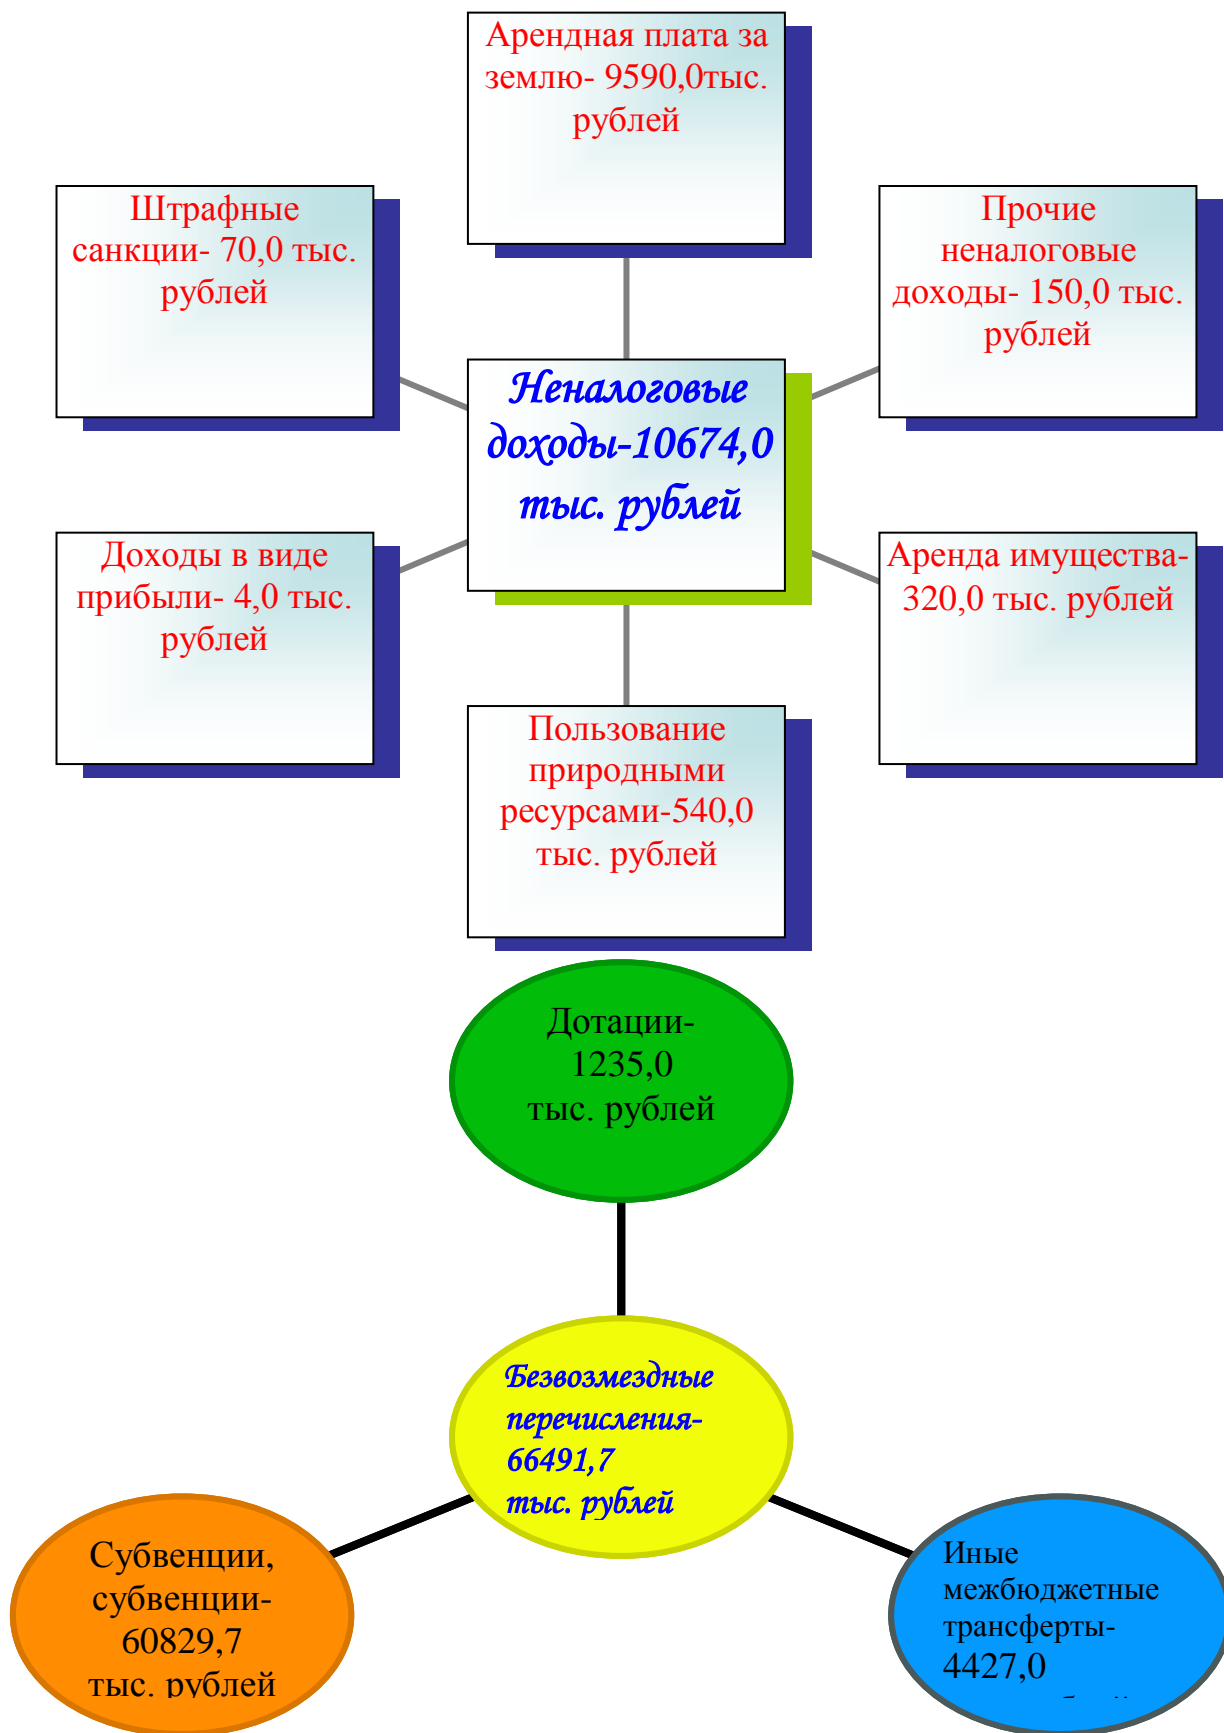 Арендная плата за
землю- 9590,0тыс.
рублей
Штрафные
санкции- 70,0 тыс.
рублей
Прочие
неналоговые
доходы- 150,0 тыс.
рублей
Неналоговые
доходы-10674,0
тыс. рублей
Доходы в виде
прибыли- 4,0 тыс.
рублей
Аренда имущества-
320,0 тыс. рублей
Пользование
природными
ресурсами-540,0
тыс. рублей
Дотации-
1235,0
тыс. рублей
Безвозмездные
перечисления-
66491,7
тыс. рублей
Субвенции,
субвенции-
60829,7
тыс. рублей
Иные
межбюджетные
трансферты-
4427,0